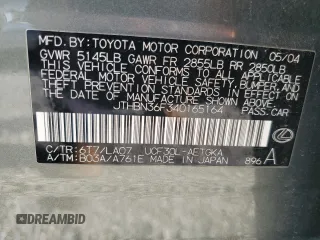 MFD. BY: TOYOTA MOTOR CORPORATION 05/04
GVWR 5145LB GAWR FR 2855LB RR 2850LB
THIS VEHICLE CONFORMS TO ALL APPLICABLE
FEDERAL MOTOR VEHICLE SAFETY, BUMPER, AND
THEFT PREVENTION STANDARDS IN EFFECT ON
THE DATE OF MANUFACTURE SHOWN ABOVE.
JTHBN36F340165164 PASS.CAR
C/TR: 6T7/LA07 UCF30L-AETGKA
A/TM: B03A/A761E MADE IN JAPAN 896 A
AUTOBIDMASTER